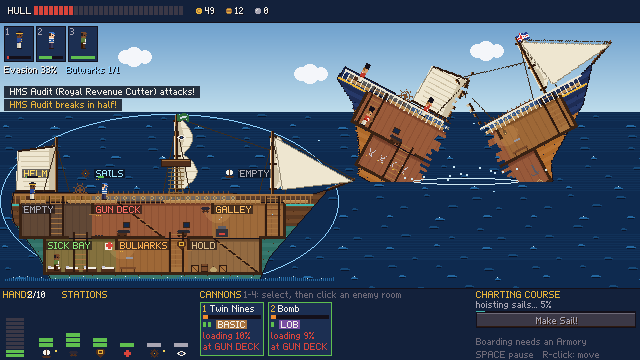 HULL 49 12 0
1 2 3
Evasion 38% Bulwarks 1/1
HMS Audit (Royal Revenue Cutter) attacks!
HMS Audit breaks in half!
HELM SAILS EMPTY
EMPTY GUN DECK GALLEY
SICK BAY BULWARKS HOLD
HANDS 2/10 STATIONS CANNONS 1-4: select, then click an enemy room CHARTING COURSE
hoisting sails... 5%
1 Twin Nines 2 Bomb
Make Sail!
BASIC LOB
loading 10% loading 9%
at GUN DECK at GUN DECK
Boarding needs an Armory
SPACE pause R-click: move